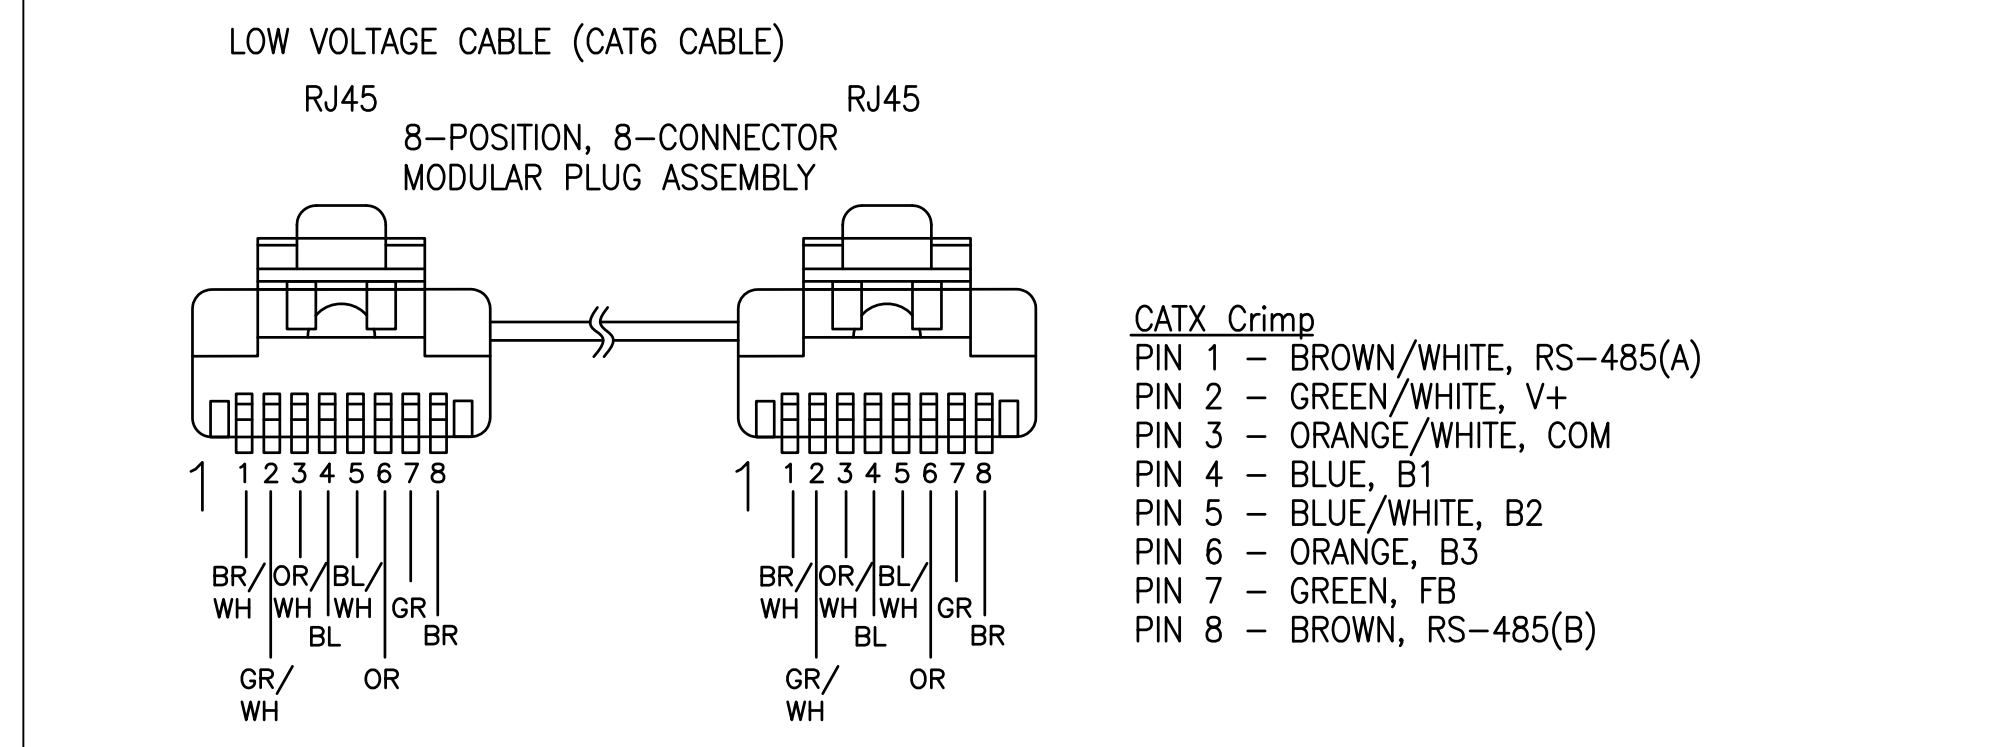 LOW VOLTAGE CABLE (CAT6 CABLE)
RJ45 RJ45
8-POSITION, 8-CONNECTOR
MODULAR PLUG ASSEMBLY
1 1 2 3 4 5 6 7 8
BR/WH
GR/WH
OR/WH
BL
BL/WH
OR
GR
BR
1 1 2 3 4 5 6 7 8
BR/WH
GR/WH
OR/WH
BL
BL/WH
OR
GR
BR
CATX Crimp
PIN 1 - BROWN/WHITE, RS-485(A)
PIN 2 - GREEN/WHITE, V+
PIN 3 - ORANGE/WHITE, COM
PIN 4 - BLUE, B1
PIN 5 - BLUE/WHITE, B2
PIN 6 - ORANGE, B3
PIN 7 - GREEN, FB
PIN 8 - BROWN, RS-485(B)